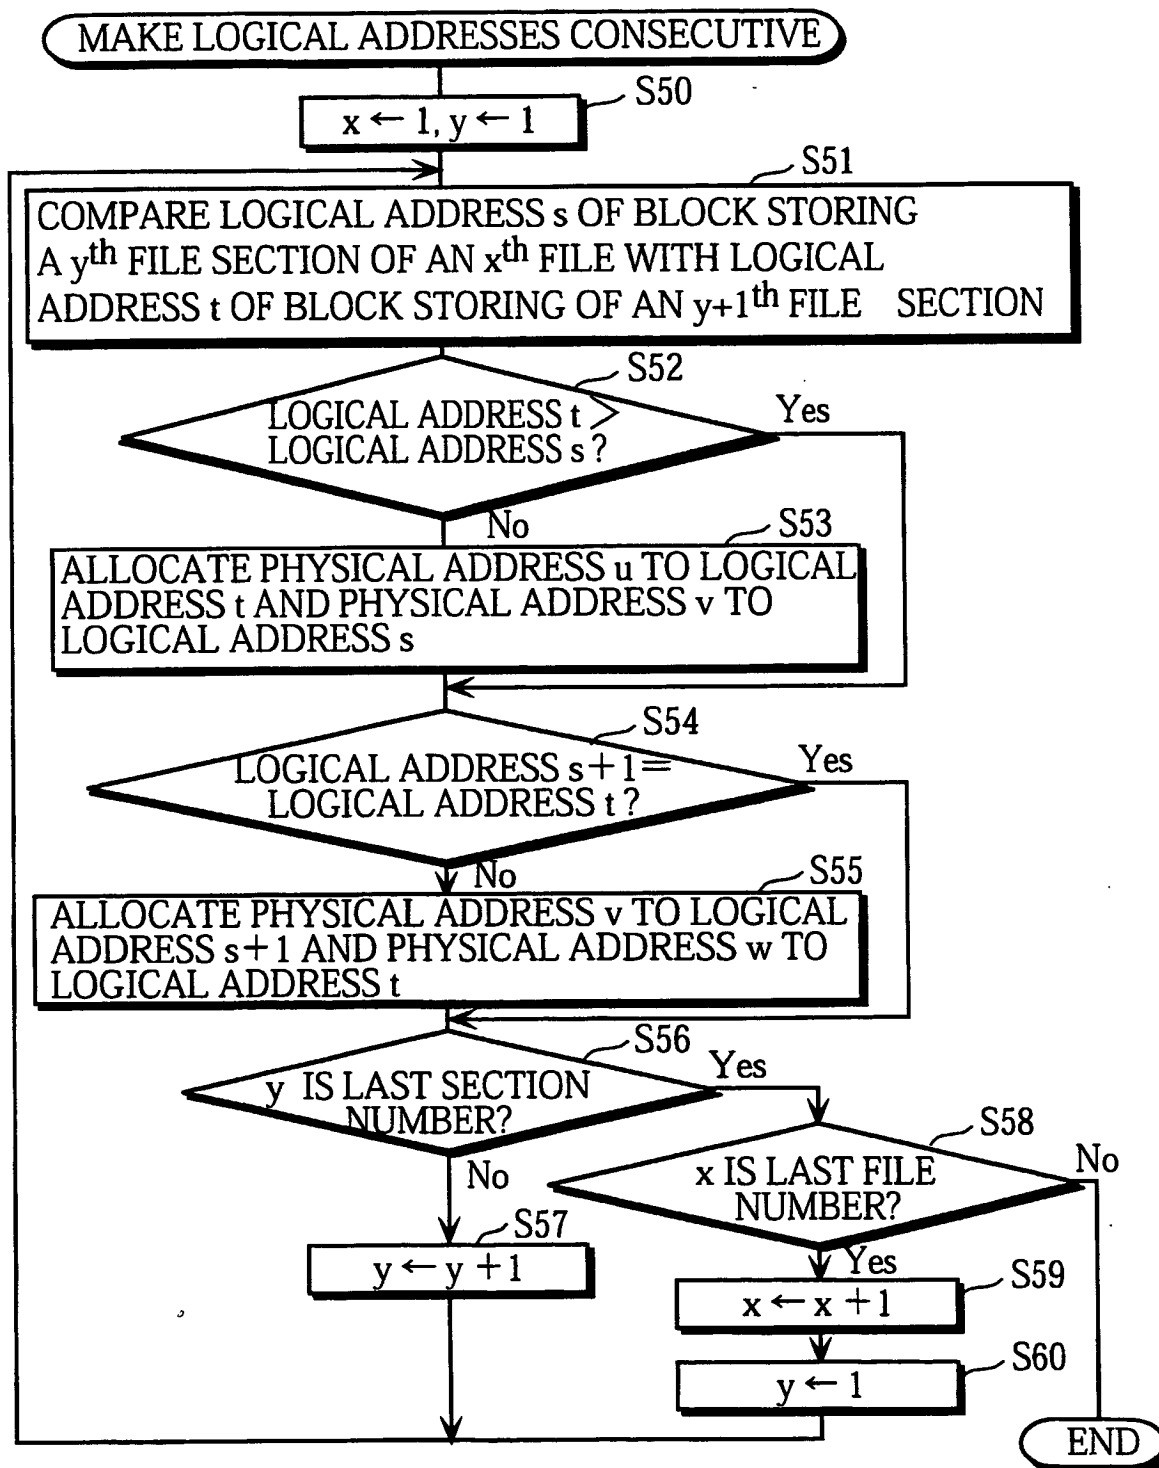 MAKE LOGICAL ADDRESSES CONSECUTIVE
S50
x ← 1, y ← 1
S51
COMPARE LOGICAL ADDRESS s OF BLOCK STORING
A yth FILE SECTION OF AN xth FILE WITH LOGICAL
ADDRESS t OF BLOCK STORING OF AN y+1th FILE SECTION
S52
LOGICAL ADDRESS t >
LOGICAL ADDRESS s?
Yes
No
S53
ALLOCATE PHYSICAL ADDRESS u TO LOGICAL
ADDRESS t AND PHYSICAL ADDRESS v TO
LOGICAL ADDRESS s
S54
LOGICAL ADDRESS s+1=
LOGICAL ADDRESS t?
Yes
No
S55
ALLOCATE PHYSICAL ADDRESS v TO LOGICAL
ADDRESS s+1 AND PHYSICAL ADDRESS w TO
LOGICAL ADDRESS t
S56
y IS LAST SECTION
NUMBER?
Yes
No
S57
y ← y +1
S58
x IS LAST FILE
NUMBER?
No
Yes
S59
x ← x +1
S60
y ← 1
END